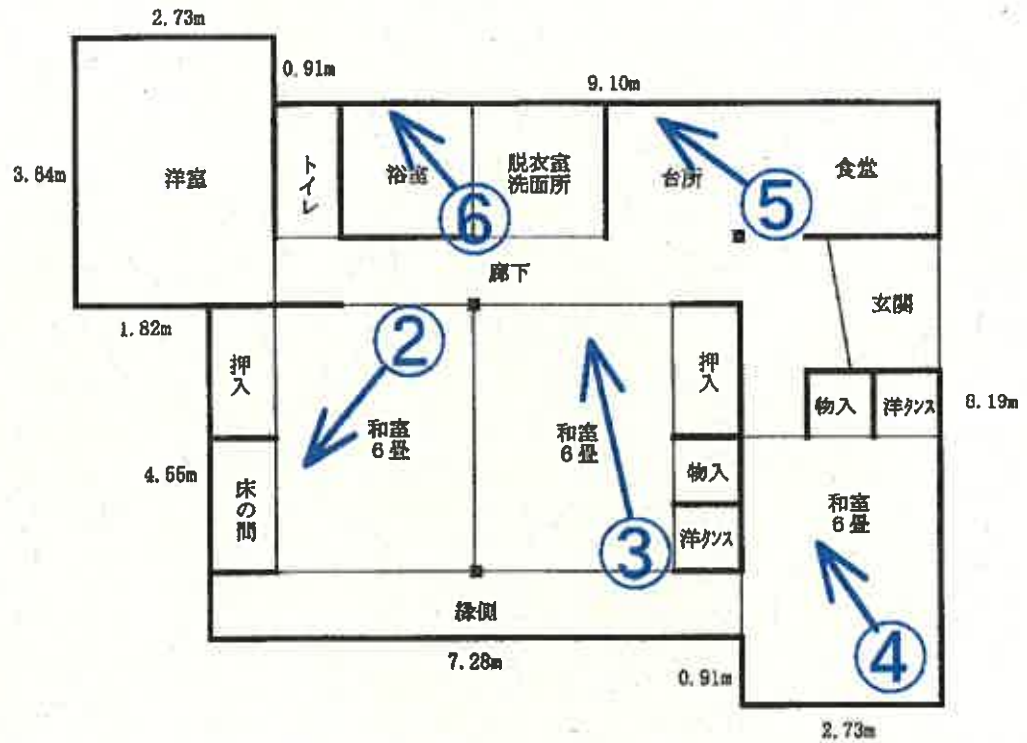 2.73m
0.91m
9.10m
3.64m
洋室
トイレ
浴室
脱衣室
洗面所
台所
食堂
⑥
⑤
廊下
玄関
1.82m
②
押入
押入
物入
洋タンス
8.19m
和室
6畳
③
和室
6畳
4.55m
床の間
物入
洋タンス
和室
6畳
縁側
④
7.28m
0.91m
2.73m